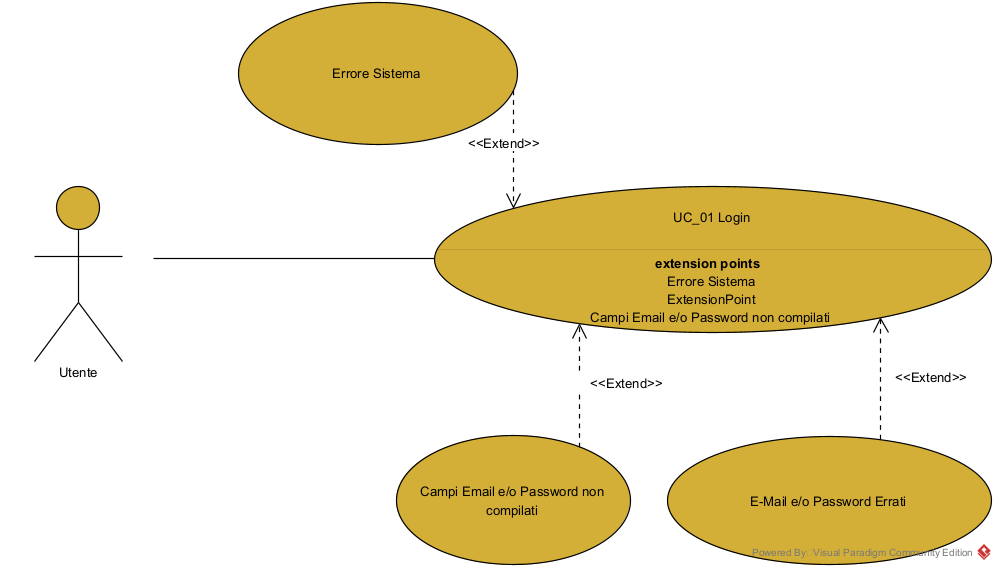 Errore Sistema
<<Extend>>
UC_01 Login
extension points
Errore Sistema
ExtensionPoint
Campi Email e/o Password non compilati
Utente
<<Extend>>
<<Extend>>
Campi Email e/o Password non
compilati
E-Mail e/o Password Errati
Powered By: Visual Paradigm Community Edition